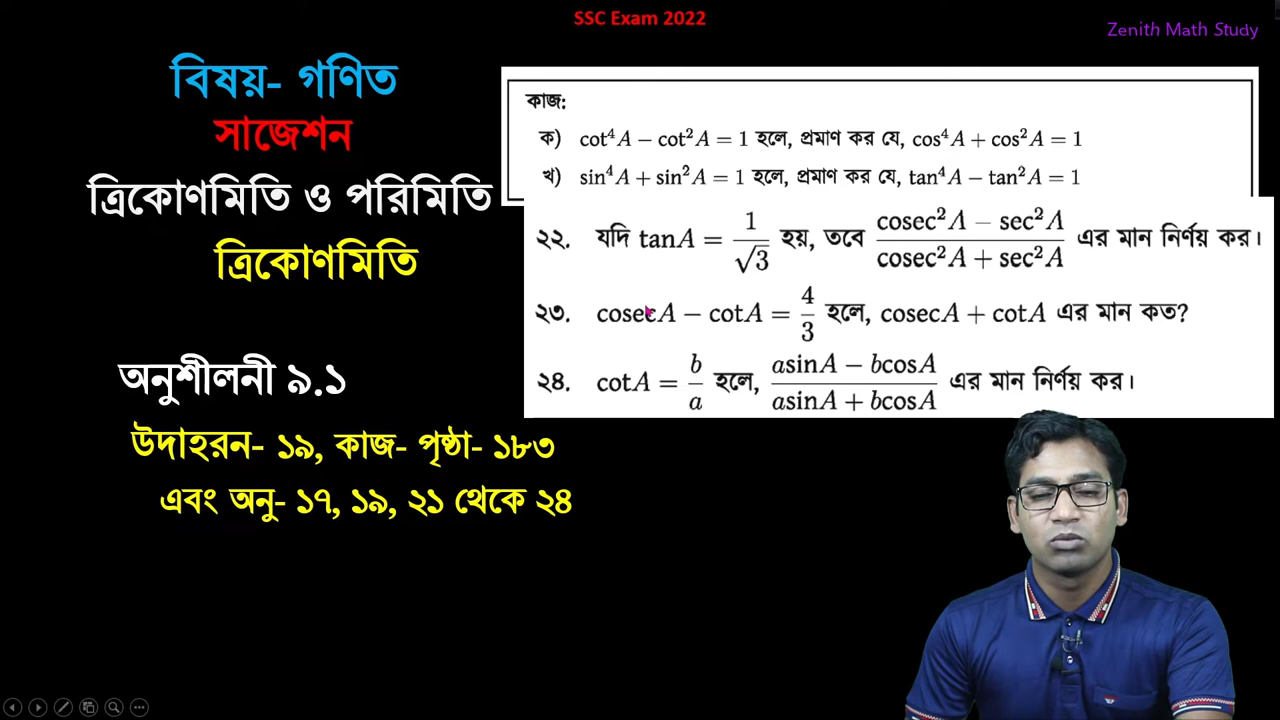 SSC Exam 2022
Zenith Math Study
বিষয়- গণিত
সাজেশন
ত্রিকোণমিতি ও পরিমিতি
ত্রিকোণমিতি
অনুশীলনী ৯.১
উদাহরন- ১৯, কাজ- পৃষ্ঠা- ১৮৩
এবং অনু- ১৭, ১৯, ২১ থেকে ২৪
কাজ:
ক) cot⁴A − cot²A = 1 হলে, প্রমাণ কর যে, cos⁴A + cos²A = 1
খ) sin⁴A + sin²A = 1 হলে, প্রমাণ কর যে, tan⁴A − tan²A = 1
২২. যদি tanA = 1/√3 হয়, তবে (cosec²A − sec²A)/(cosec²A + sec²A) এর মান নির্ণয় কর।
২৩. cosecA − cotA = 4/3 হলে, cosecA + cotA এর মান কত?
২৪. cotA = b/a হলে, (asinA − bcosA)/(asinA + bcosA) এর মান নির্ণয় কর।